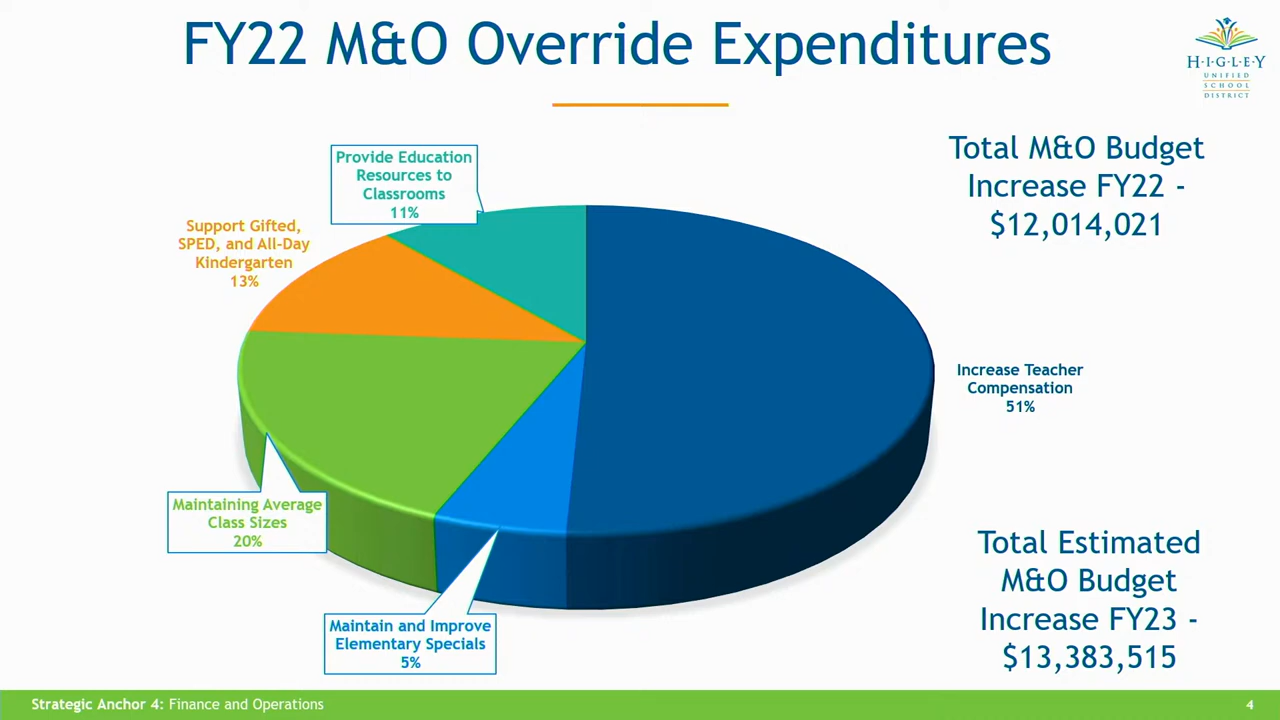 FY22 M&O Override Expenditures
H·I·G·L·E·Y
UNIFIED
SCHOOL
DISTRICT
Provide Education
Resources to
Classrooms
11%
Support Gifted,
SPED, and All-Day
Kindergarten
13%
Total M&O Budget
Increase FY22 -
$12,014,021
Increase Teacher
Compensation
51%
Maintaining Average
Class Sizes
20%
Maintain and Improve
Elementary Specials
5%
Total Estimated
M&O Budget
Increase FY23 -
$13,383,515
Strategic Anchor 4: Finance and Operations
4